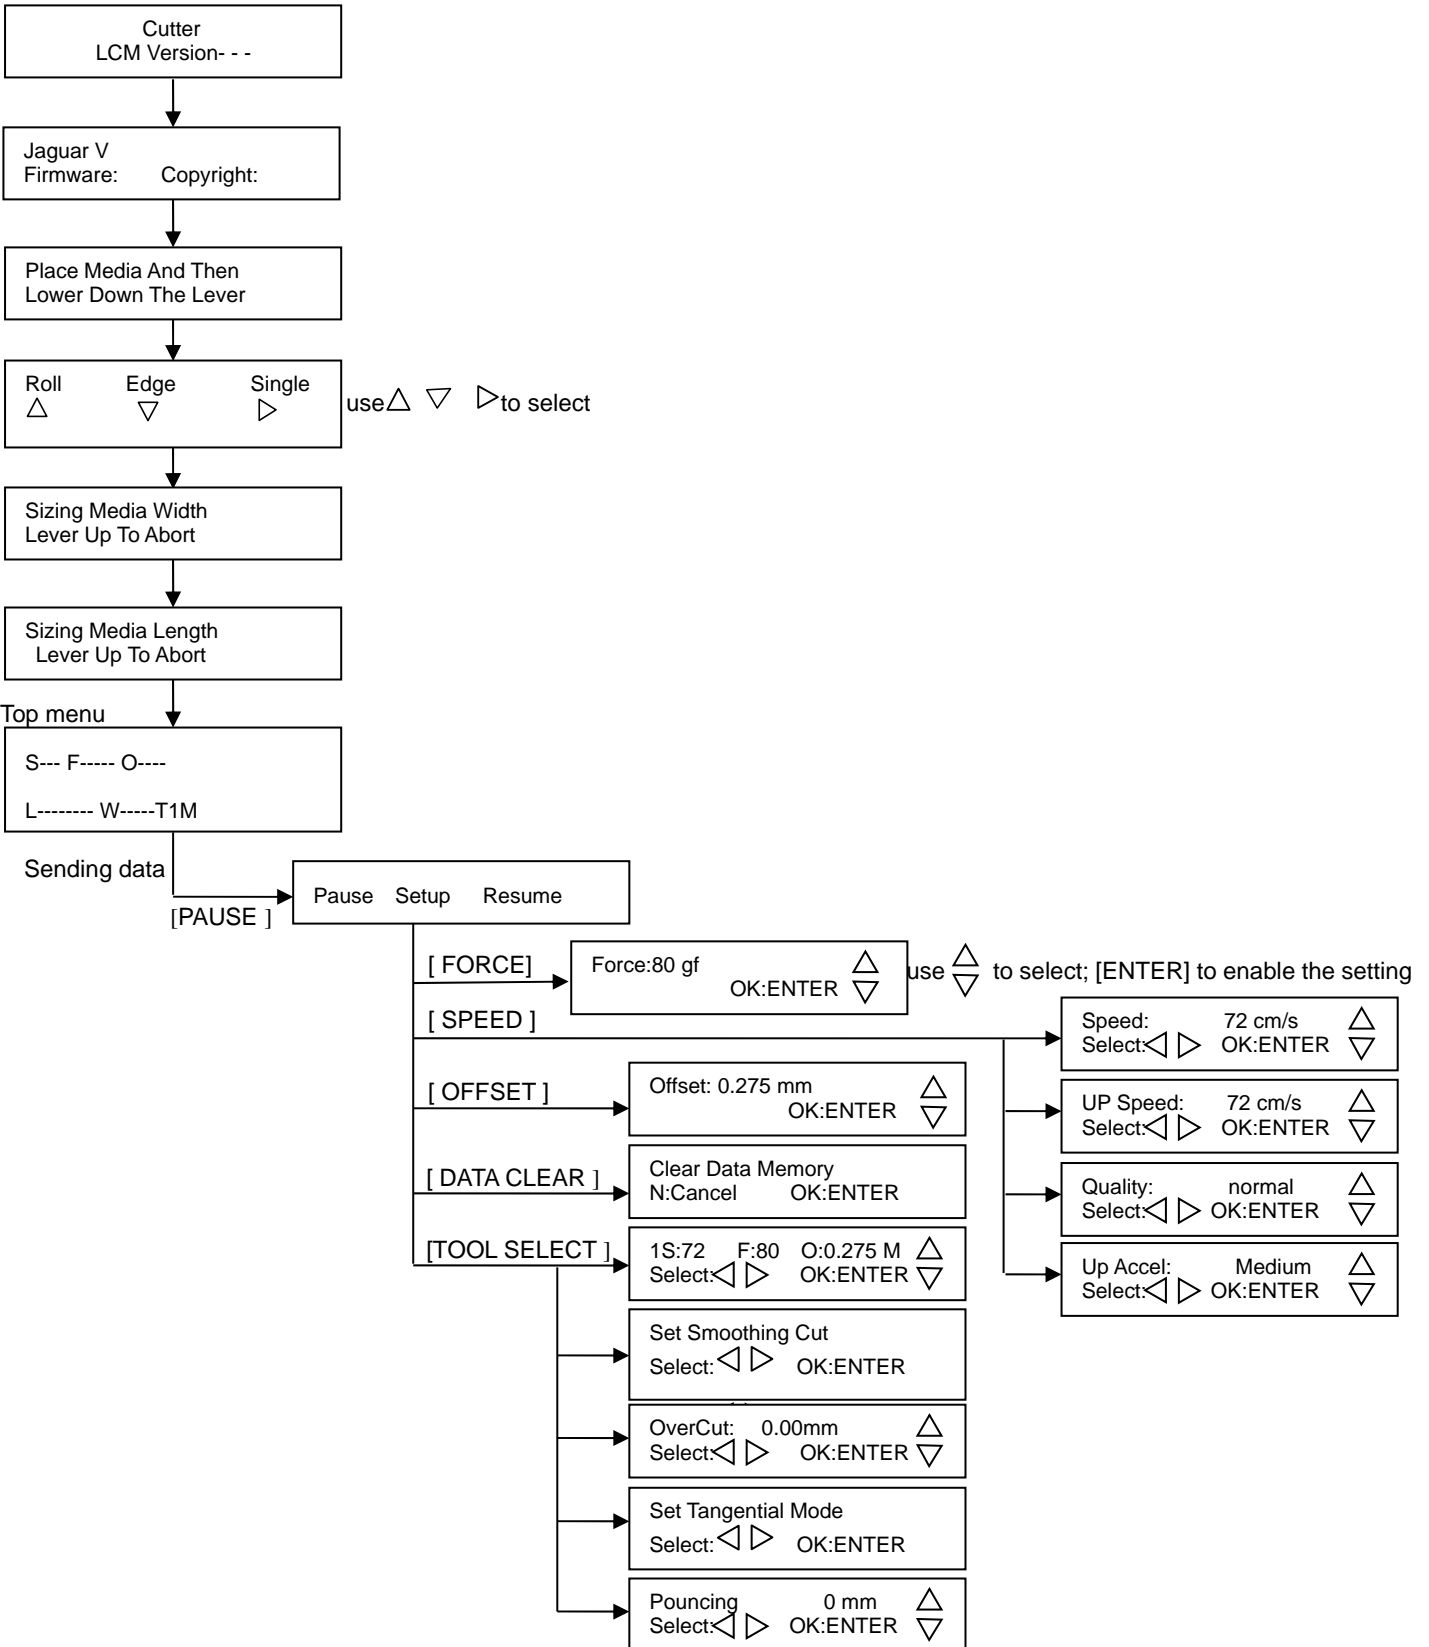 Cutter
LCM Version- - -
Jaguar V
Firmware: Copyright:
Place Media And Then
Lower Down The Lever
Roll Edge Single
△ ▽ ▷
use△ ▽ ▷to select
Sizing Media Width
Lever Up To Abort
Sizing Media Length
Lever Up To Abort
Top menu
S--- F----- O----
L-------- W-----T1M
Sending data
[PAUSE ]
Pause Setup Resume
[ FORCE]
Force:80 gf △
OK:ENTER ▽
use △▽ to select; [ENTER] to enable the setting
[ SPEED ]
Speed: 72 cm/s △
Select:◁ ▷ OK:ENTER ▽
UP Speed: 72 cm/s △
Select:◁ ▷ OK:ENTER ▽
Quality: normal △
Select:◁ ▷ OK:ENTER ▽
Up Accel: Medium △
Select:◁ ▷ OK:ENTER ▽
[ OFFSET ]
Offset: 0.275 mm △
OK:ENTER ▽
[ DATA CLEAR ]
Clear Data Memory
N:Cancel OK:ENTER
[TOOL SELECT ]
1S:72 F:80 O:0.275 M △
Select:◁ ▷ OK:ENTER ▽
Set Smoothing Cut
Select: ◁ ▷ OK:ENTER
OverCut: 0.00mm △
Select:◁ ▷ OK:ENTER ▽
Set Tangential Mode
Select: ◁ ▷ OK:ENTER
Pouncing 0 mm △
Select:◁ ▷ OK:ENTER ▽